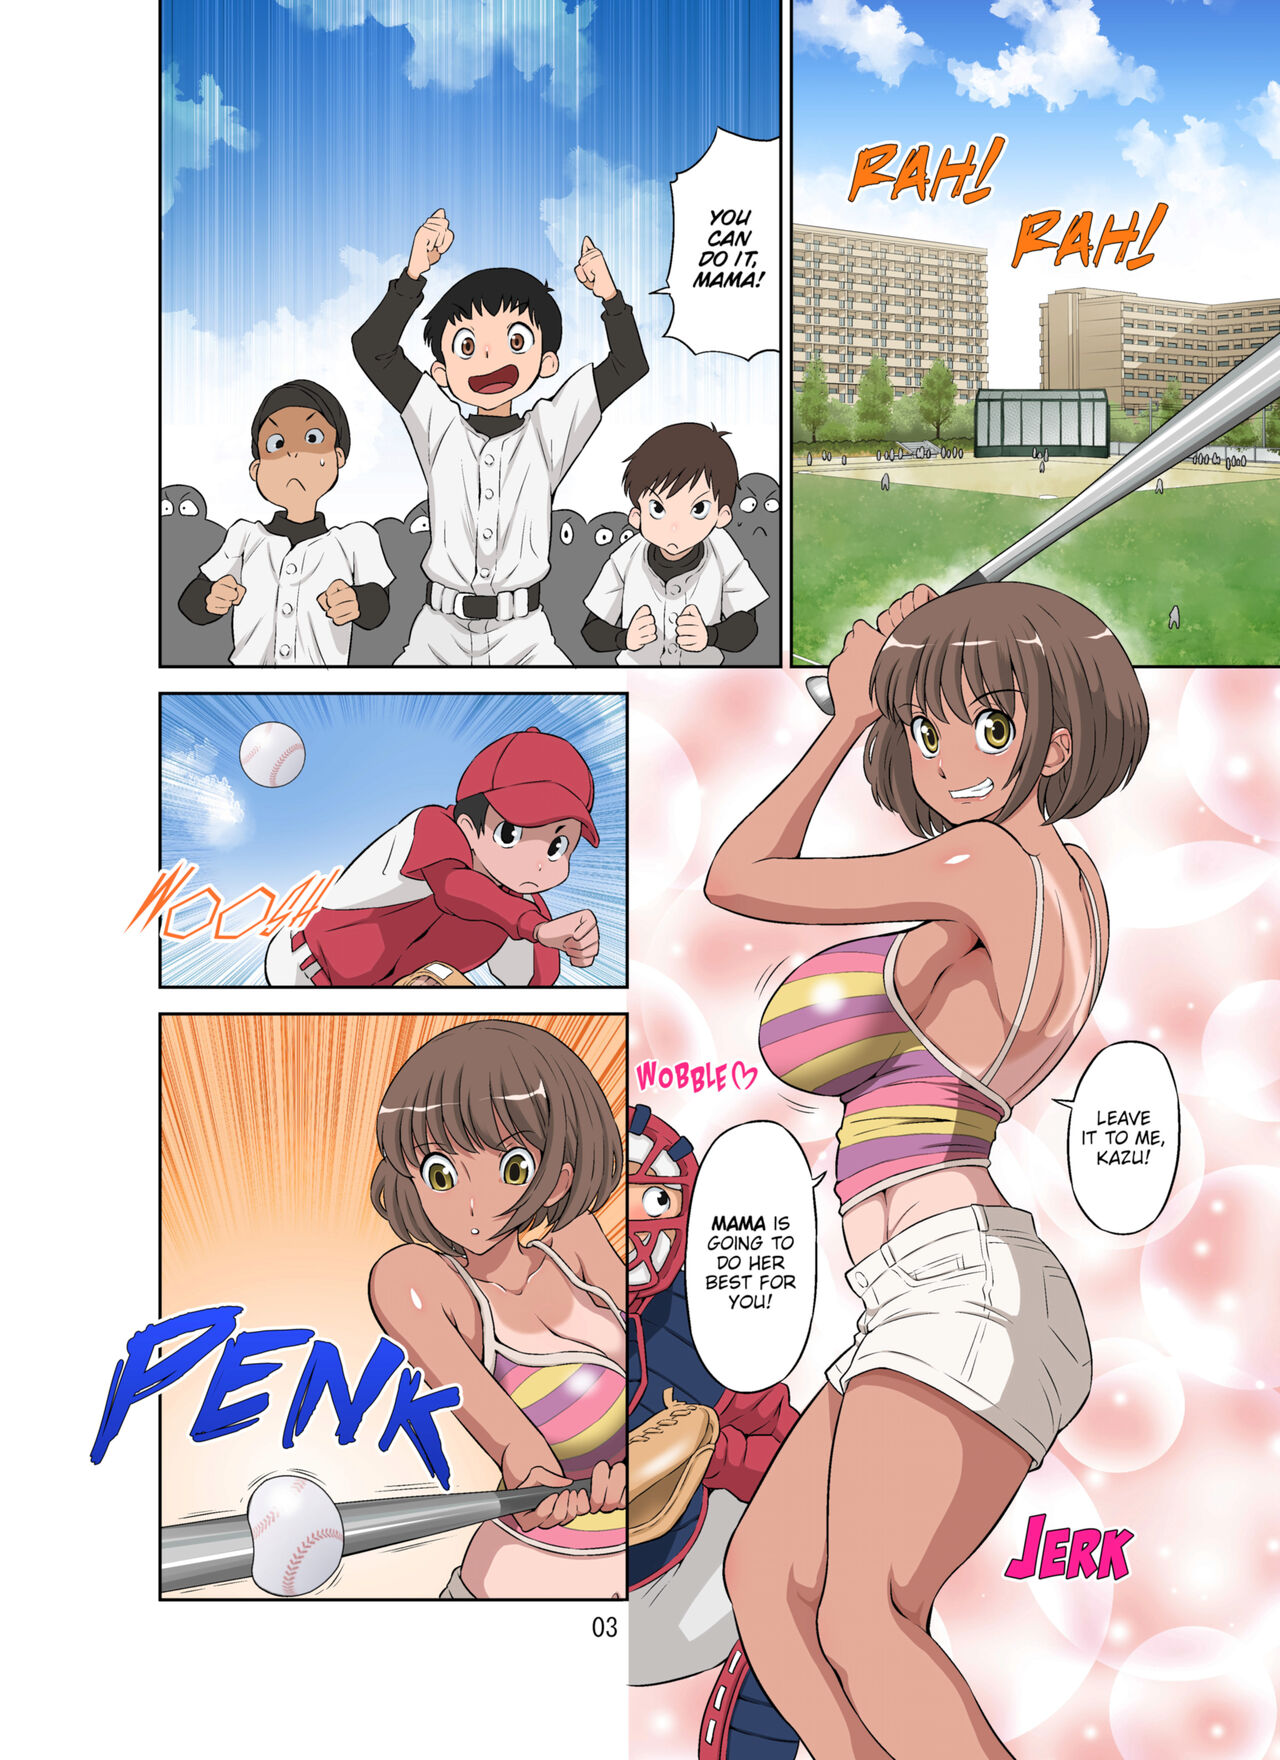 RAH!
RAH!
YOU
CAN
DO IT,
MAMA!
LEAVE
IT TO ME,
KAZU!
WOBBLE♡
MAMA IS
GOING TO
DO HER
BEST FOR
YOU!
JERK
WOOSH
PENK
03